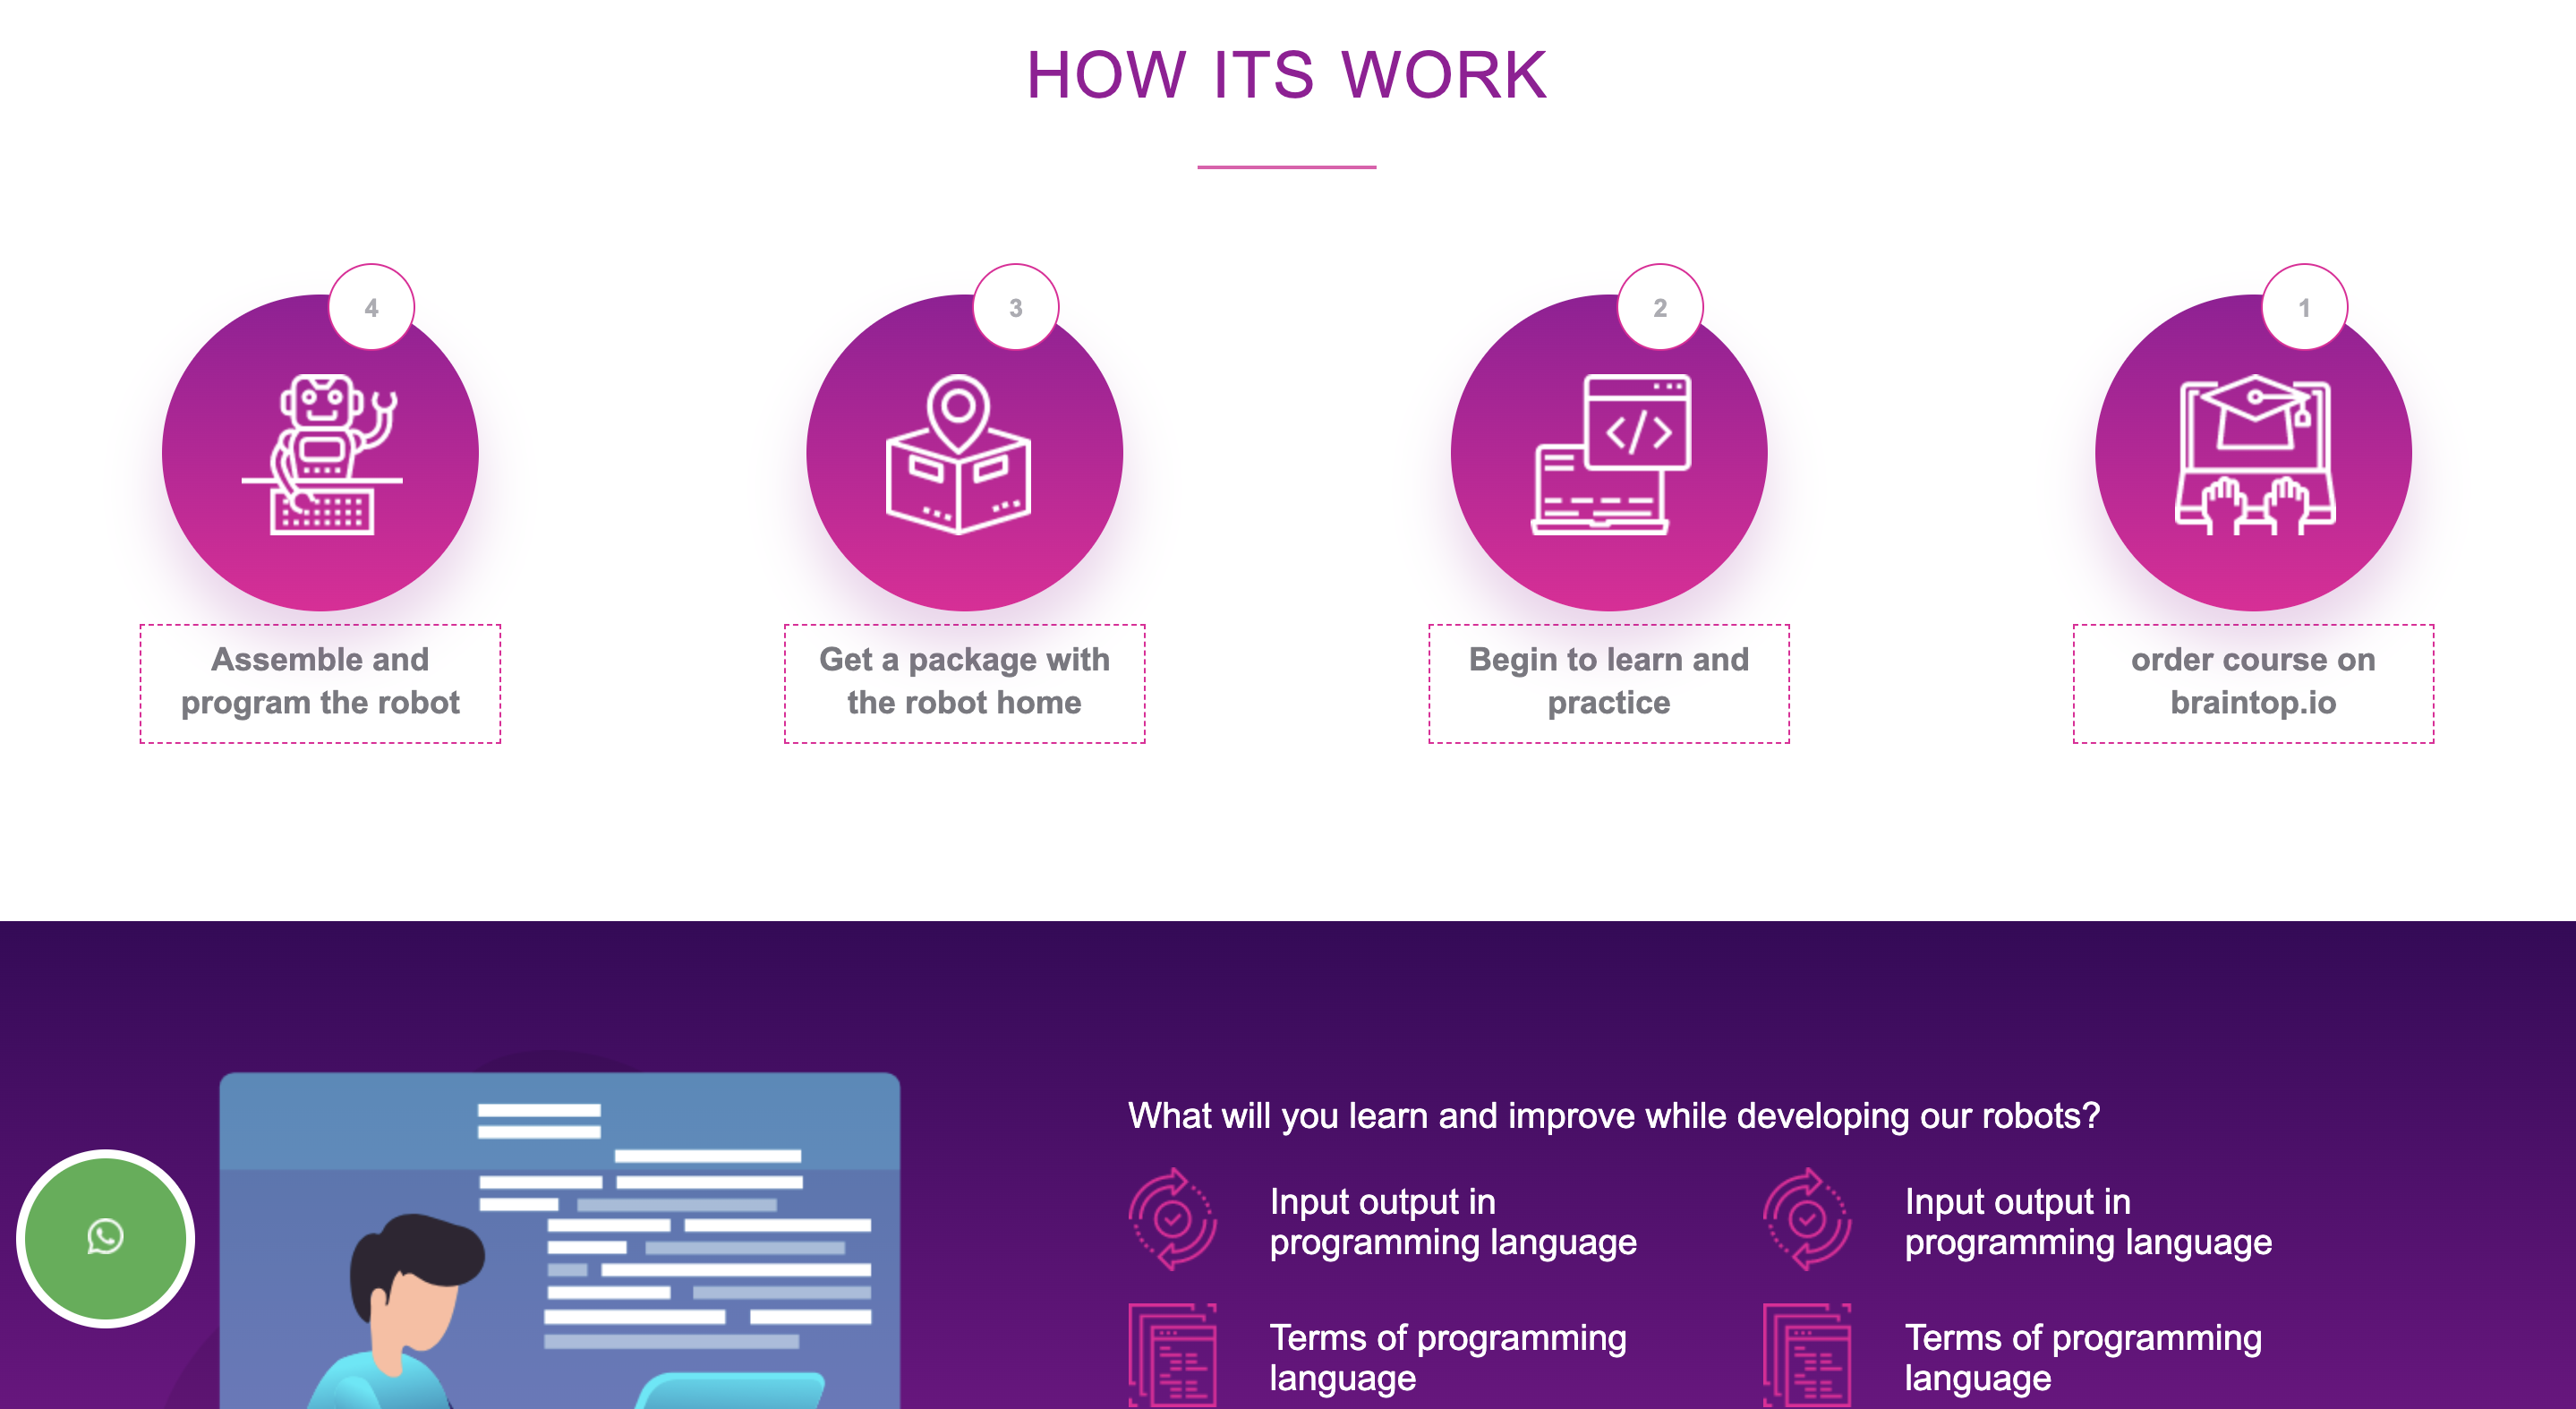 HOW ITS WORK
4
3
2
1
Assemble and
program the robot
Get a package with
the robot home
Begin to learn and
practice
order course on
braintop.io
What will you learn and improve while developing our robots?
Input output in
programming language
Input output in
programming language
Terms of programming
language
Terms of programming
language